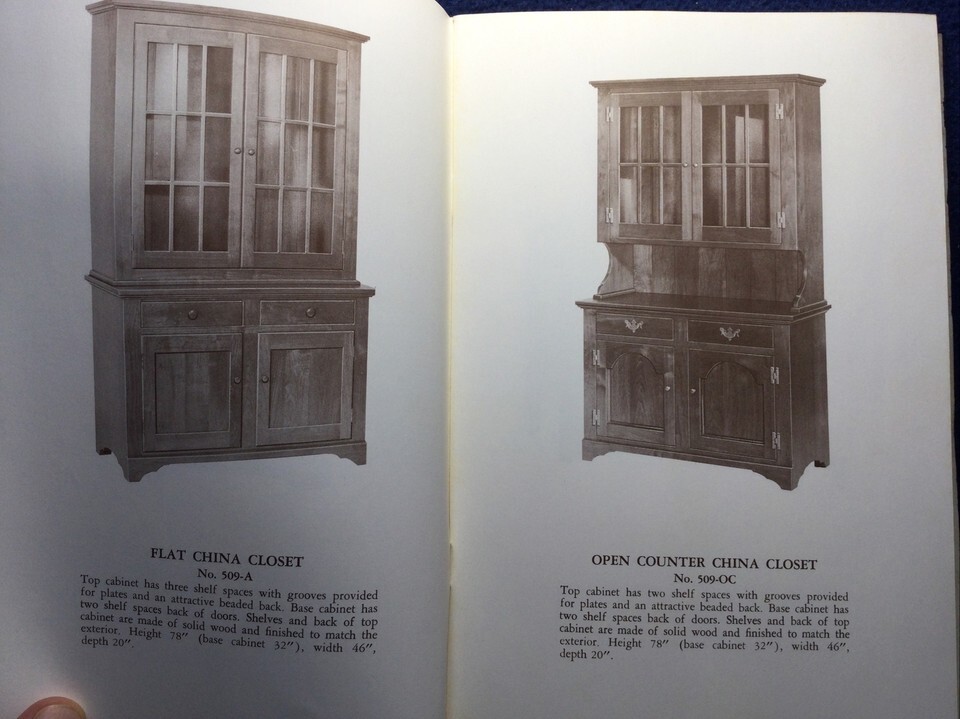 FLAT CHINA CLOSET
No. 509-A
Top cabinet has three shelf spaces with grooves provided
for plates and an attractive beaded back. Base cabinet has
two shelf spaces back of doors. Shelves and back of top
cabinet are made of solid wood and finished to match the
exterior. Height 78″ (base cabinet 32″), width 46″,
depth 20″.
OPEN COUNTER CHINA CLOSET
No. 509-OC
Top cabinet has two shelf spaces with grooves provided
for plates and an attractive beaded back. Base cabinet has
two shelf spaces back of doors. Shelves and back of top
cabinet are made of solid wood and finished to match the
exterior. Height 78″ (base cabinet 32″), width 46″,
depth 20″.